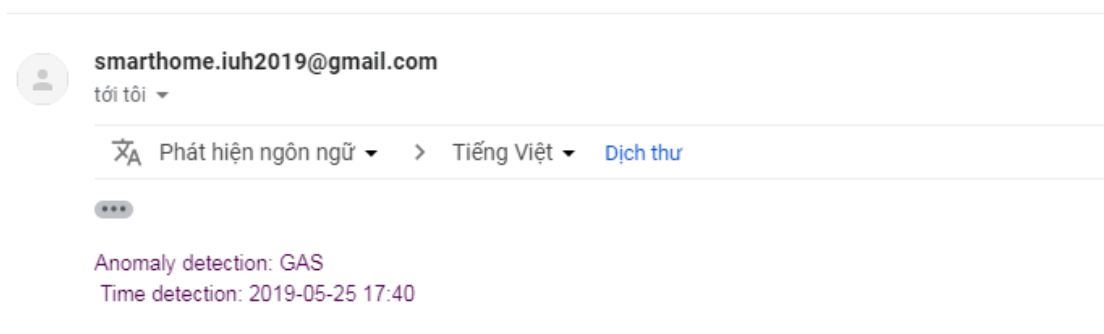 smarthome.iuh2019@gmail.com
tới tôi
Phát hiện ngôn ngữ > Tiếng Việt Dịch thư
Anomaly detection: GAS
Time detection: 2019-05-25 17:40